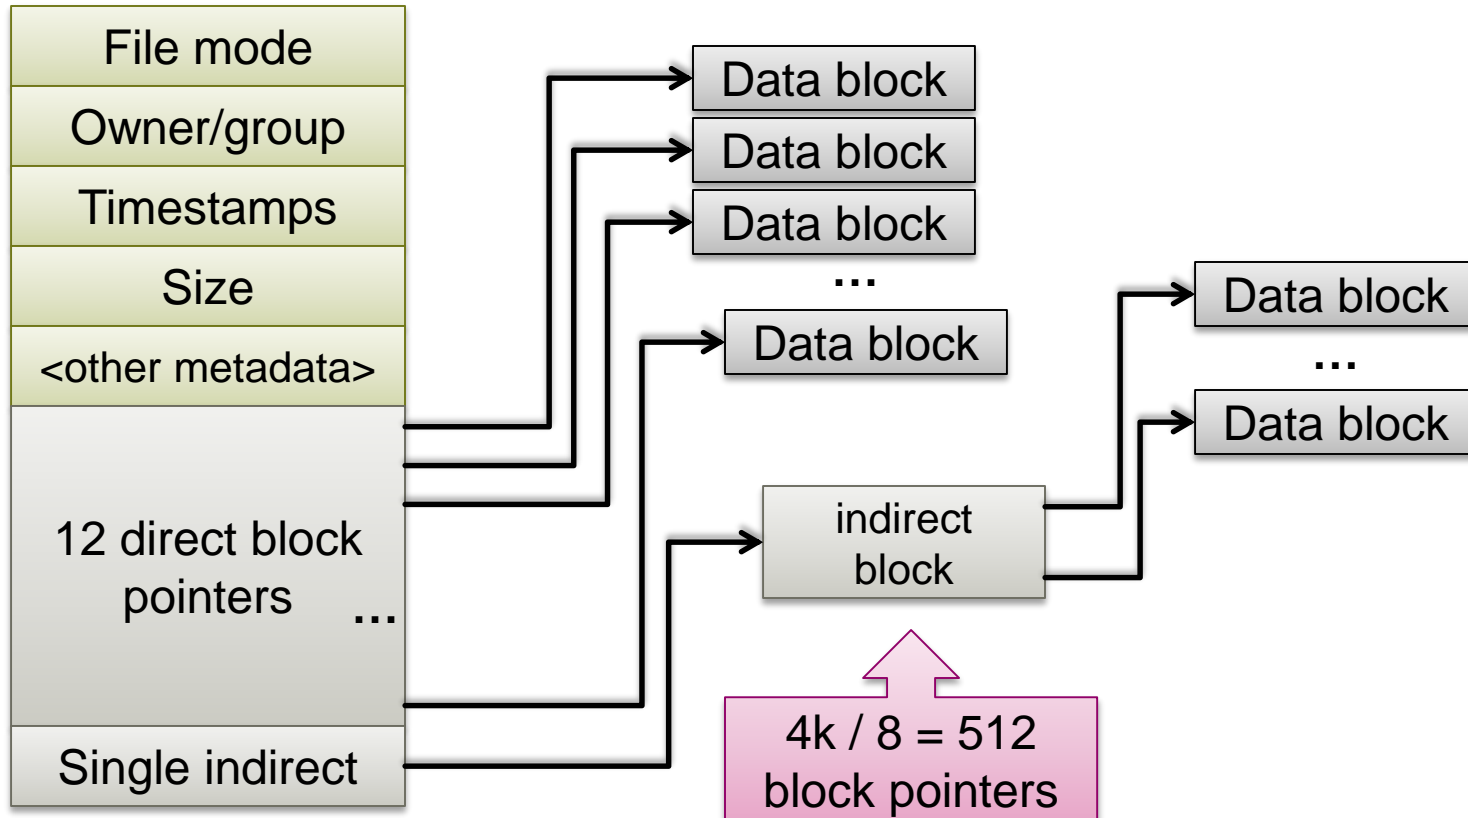 File mode
Owner/group
Timestamps
Size
<other metadata>
12 direct block
pointers ...
Single indirect
Data block
Data block
Data block
...
Data block
indirect
block
4k / 8 = 512
block pointers
Data block
...
Data block